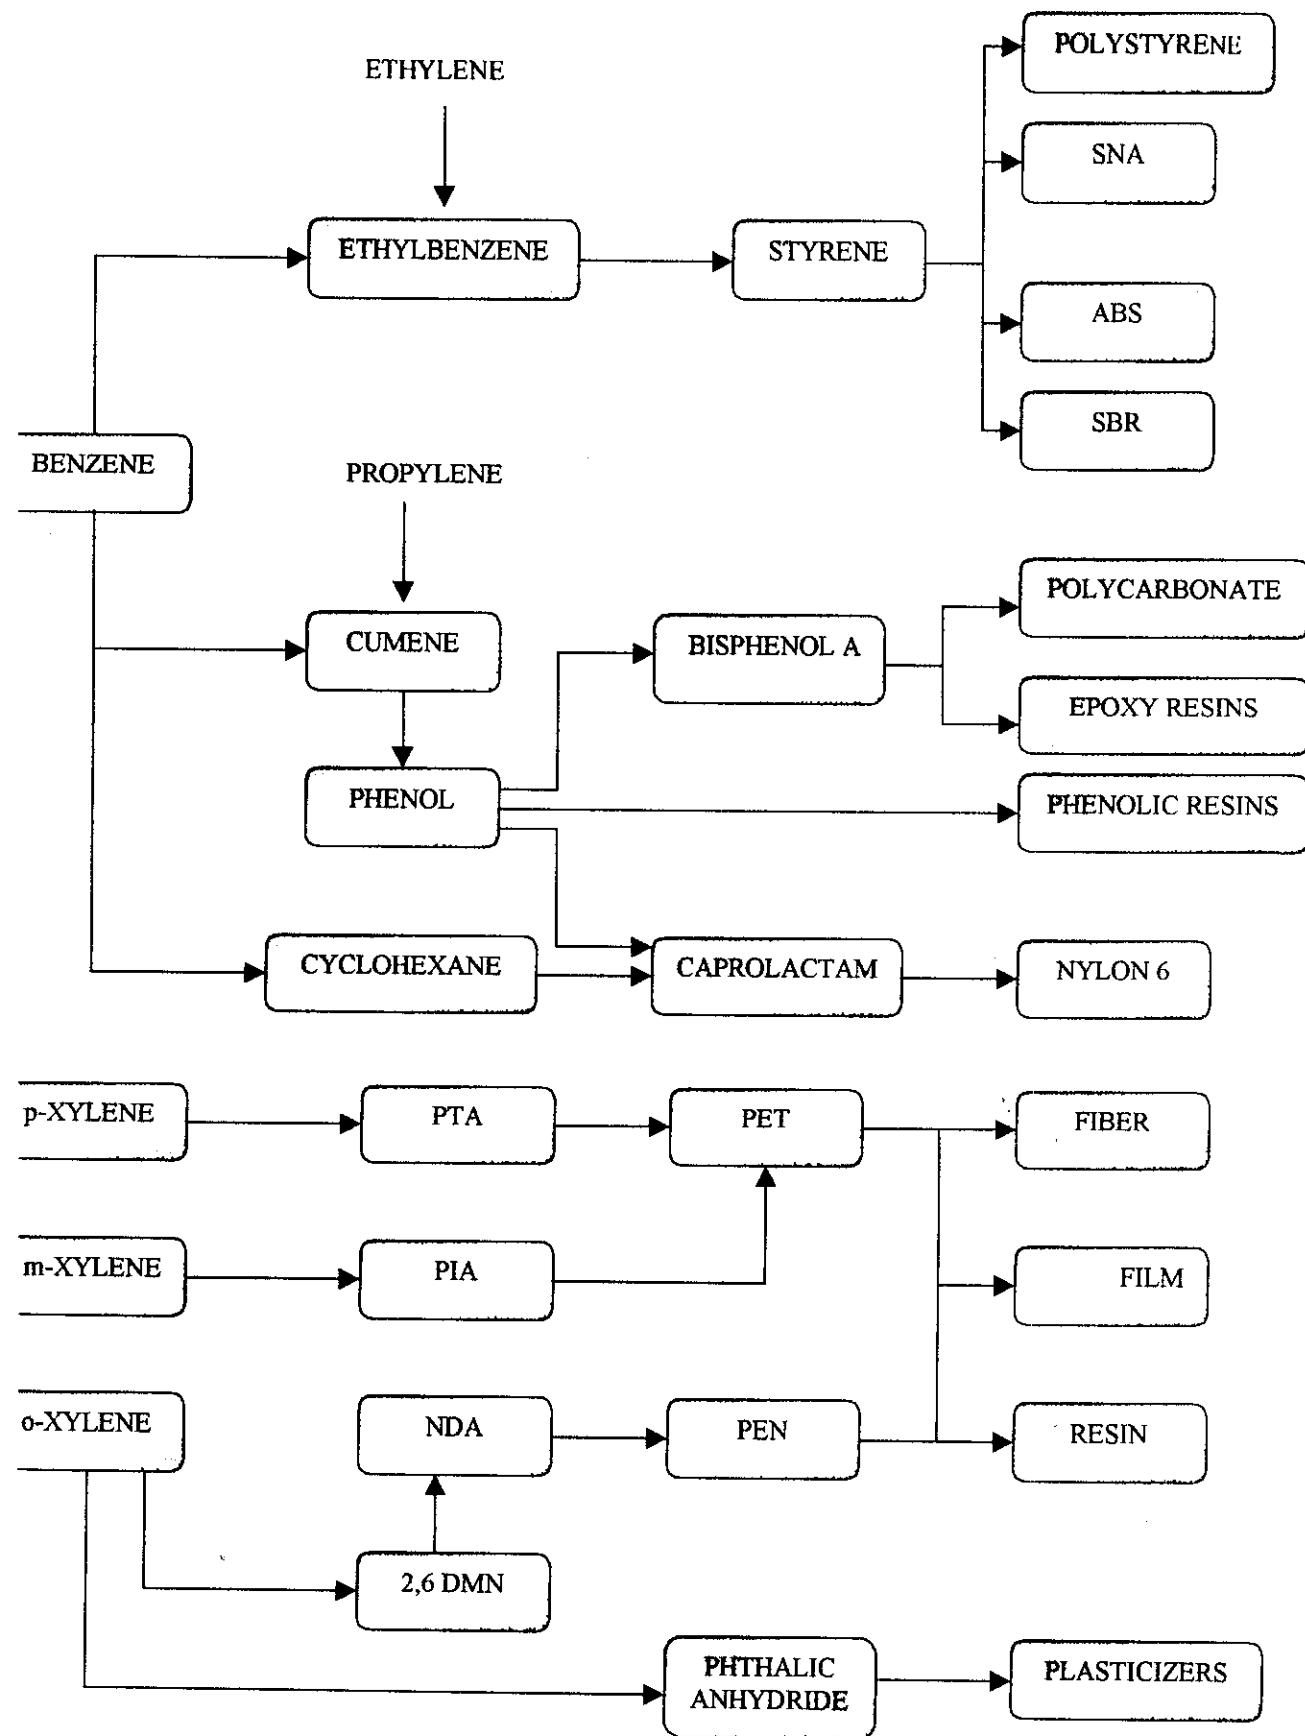 POLYSTYRENE
ETHYLENE
SNA
ETHYLBENZENE
STYRENE
ABS
SBR
BENZENE
PROPYLENE
POLYCARBONATE
CUMENE
BISPHENOL A
EPOXY RESINS
PHENOL
PHENOLIC RESINS
CYCLOHEXANE
CAPROLACTAM
NYLON 6
p-XYLENE
PTA
PET
FIBER
m-XYLENE
PIA
FILM
o-XYLENE
NDA
PEN
RESIN
2,6 DMN
PHTHALIC
ANHYDRIDE
PLASTICIZERS